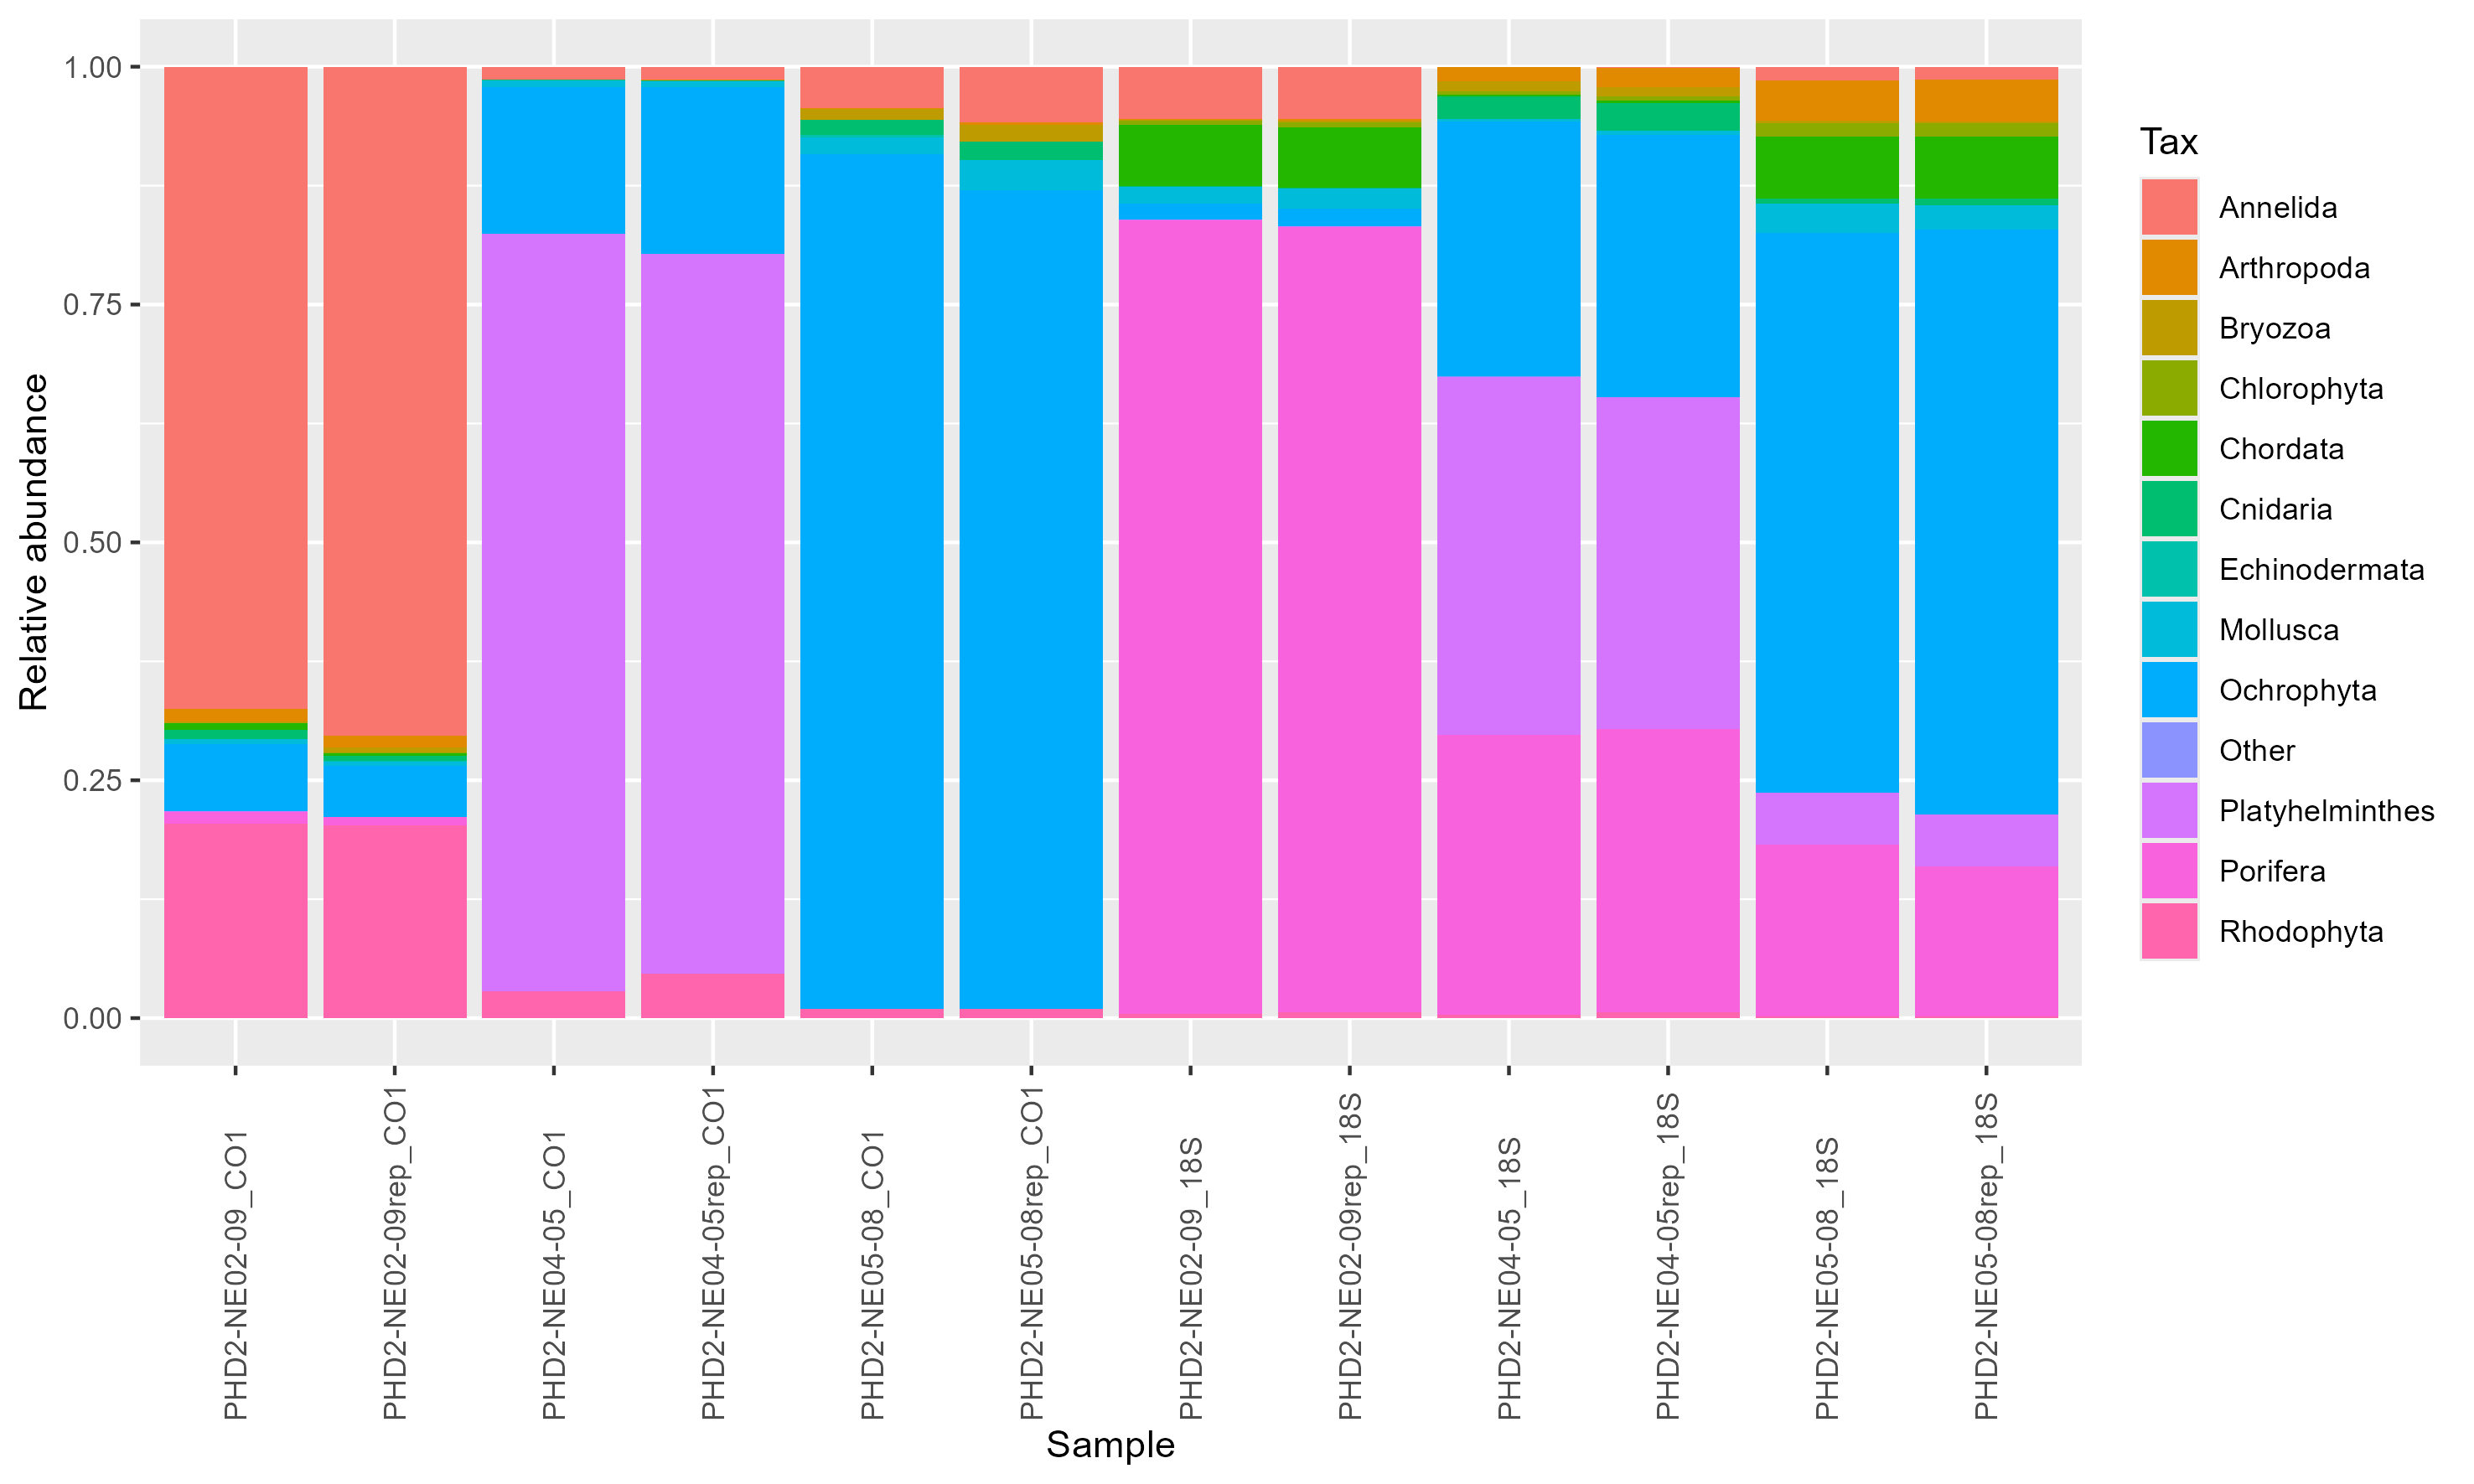 1.00
0.75
0.50
0.25
0.00
Relative abundance
PHD2-NE02-09_CO1
PHD2-NE02-09rep_CO1
PHD2-NE04-05_CO1
PHD2-NE04-05rep_CO1
PHD2-NE05-08_CO1
PHD2-NE05-08rep_CO1
PHD2-NE02-09_18S
PHD2-NE02-09rep_18S
PHD2-NE04-05_18S
PHD2-NE04-05rep_18S
PHD2-NE05-08_18S
PHD2-NE05-08rep_18S
Sample
Tax
Annelida
Arthropoda
Bryozoa
Chlorophyta
Chordata
Cnidaria
Echinodermata
Mollusca
Ochrophyta
Other
Platyhelminthes
Porifera
Rhodophyta